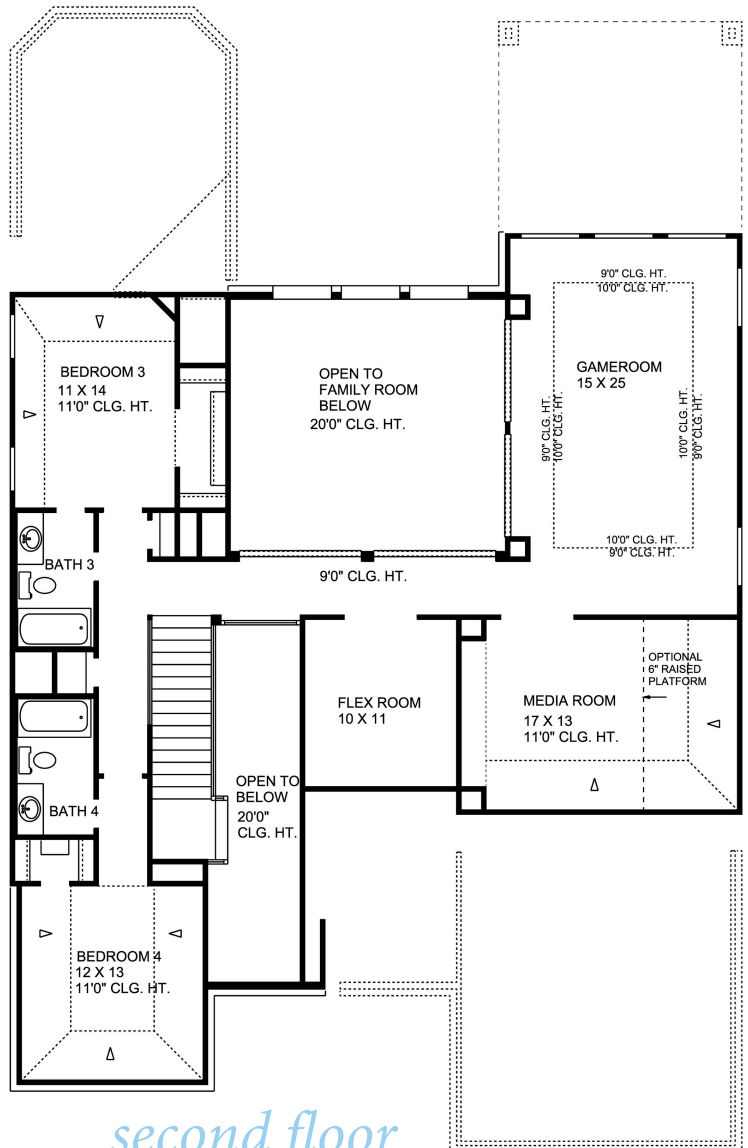 9'0" CLG. HT.
10'0" CLG. HT.
BEDROOM 3
11 X 14
11'0" CLG. HT.
OPEN TO
FAMILY ROOM
BELOW
20'0" CLG. HT.
GAMEROOM
15 X 25
9'0" CLG. HT.
10'0" CLG. HT.
10'0" CLG. HT.
9'0" CLG. HT.
10'0" CLG. HT.
9'0" CLG. HT.
BATH 3
9'0" CLG. HT.
OPTIONAL
6" RAISED
PLATFORM
FLEX ROOM
10 X 11
MEDIA ROOM
17 X 13
11'0" CLG. HT.
OPEN TO
BELOW
20'0"
CLG. HT.
BATH 4
BEDROOM 4
12 X 13
11'0" CLG. HT.
second floor